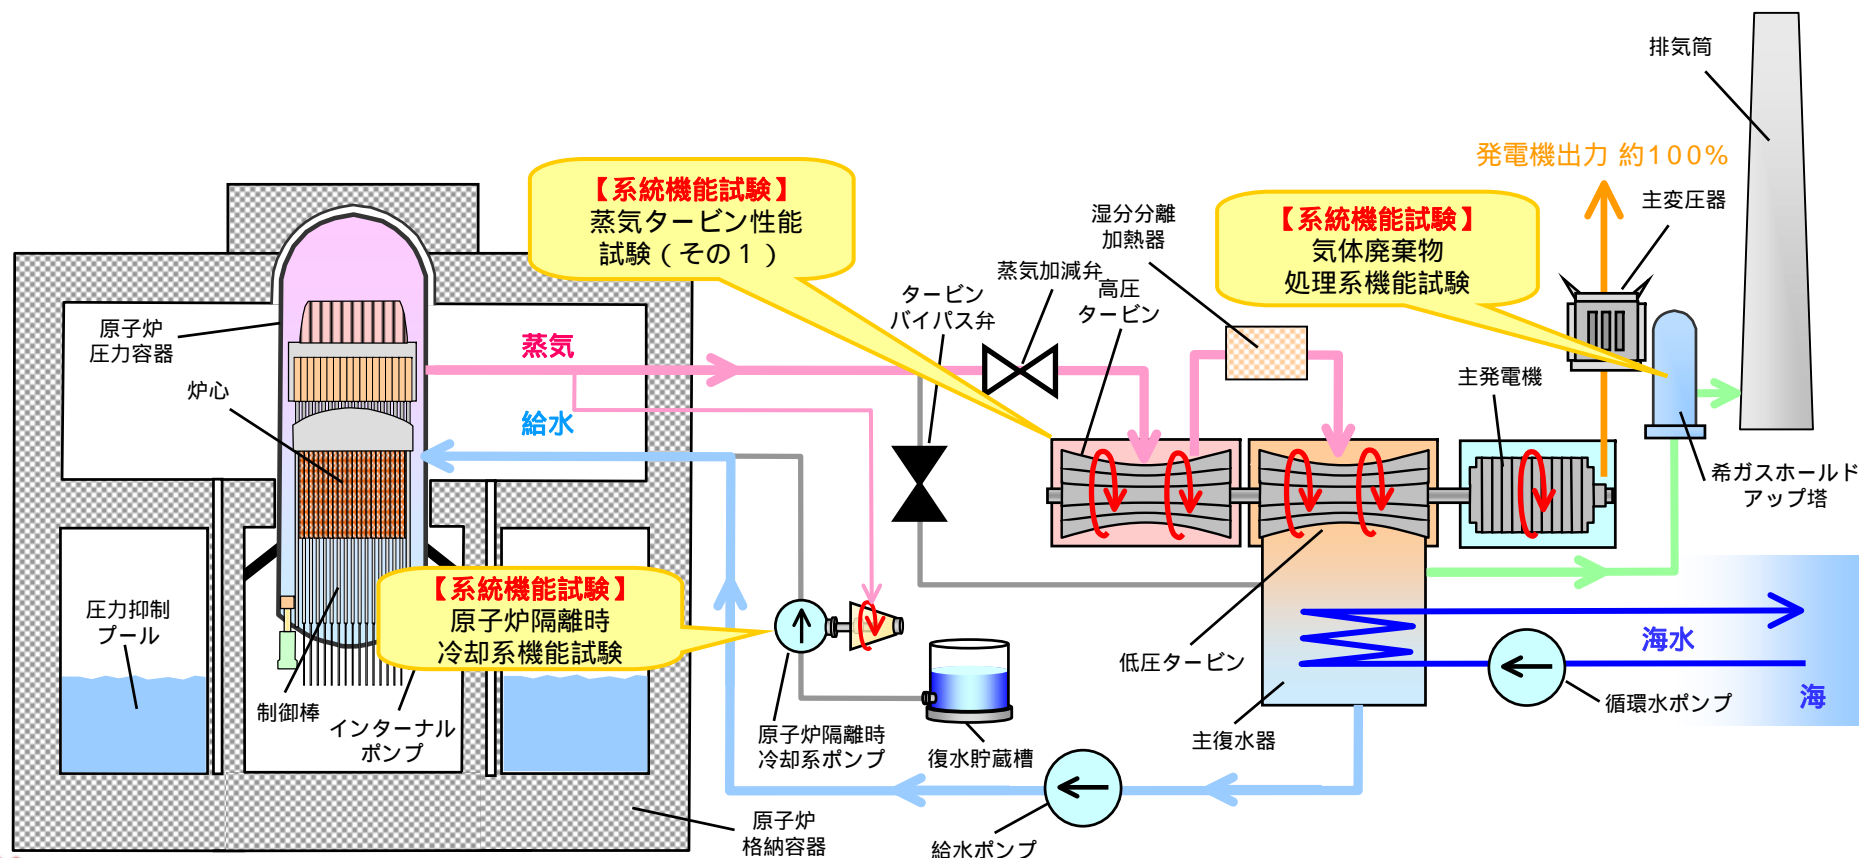 排気筒
発電機出力 約100%
【系統機能試験】
蒸気タービン性能
試験(その1)
湿分分離
加熱器
【系統機能試験】
気体廃棄物
処理系機能試験
主変圧器
蒸気加減弁
高圧
タービン
タービン
バイパス弁
原子炉
圧力容器
蒸気
炉心
主発電機
給水
希ガスホールド
アップ塔
【系統機能試験】
原子炉隔離時
冷却系機能試験
圧力抑制
プール
海水
低圧タービン
海
循環水ポンプ
制御棒
インターナル
ポンプ
原子炉隔離時
冷却系ポンプ
復水貯蔵槽
主復水器
原子炉
格納容器
給水ポンプ